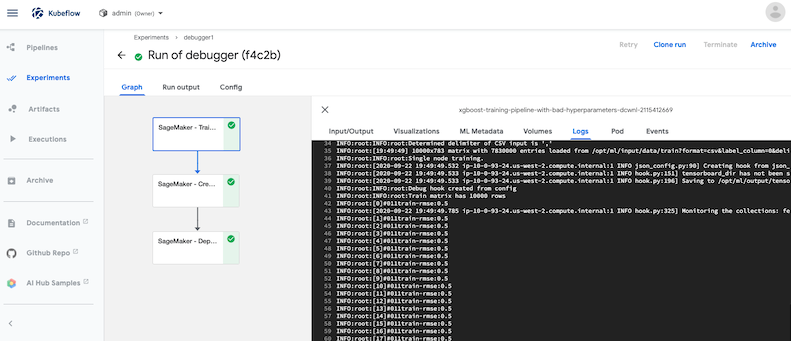 Kubeflow
admin (Owner)
Pipelines
Experiments
Artifacts
Executions
Archive
Documentation
Github Repo
AI Hub Samples
Experiments > debugger1
Run of debugger (f4c2b)
Retry
Clone run
Terminate
Archive
Graph
Run output
Config
SageMaker - Trai...
SageMaker - Cre...
SageMaker - Dep...
xgboost-training-pipeline-with-bad-hyperparameters-dcwnl-2115412669
Input/Output
Visualizations
ML Metadata
Volumes
Logs
Pod
Events
34 INFO:root:INFO:root:Determined delimiter of CSV input is ','
35 INFO:root:[19:49:49] 10000x783 matrix with 7830000 entries loaded from /opt/ml/input/data/train?format=csv&label_column=0&deli
36 INFO:root:INFO:root:Single node training.
37 INFO:root:[2020-09-22 19:49:49.532 ip-10-0-93-24.us-west-2.compute.internal:1 INFO json_config.py:90] Creating hook from json_
38 INFO:root:[2020-09-22 19:49:49.533 ip-10-0-93-24.us-west-2.compute.internal:1 INFO hook.py:151] tensorboard_dir has not been s
39 INFO:root:[2020-09-22 19:49:49.533 ip-10-0-93-24.us-west-2.compute.internal:1 INFO hook.py:196] Saving to /opt/ml/output/tenso
40 INFO:root:INFO:root:Debug hook created from config
41 INFO:root:INFO:root:Train matrix has 10000 rows
42 INFO:root:[0]#011train-rmse:0.5
43 INFO:root:[2020-09-22 19:49:49.785 ip-10-0-93-24.us-west-2.compute.internal:1 INFO hook.py:325] Monitoring the collections: fe
44 INFO:root:[1]#011train-rmse:0.5
45 INFO:root:[2]#011train-rmse:0.5
46 INFO:root:[3]#011train-rmse:0.5
47 INFO:root:[4]#011train-rmse:0.5
48 INFO:root:[5]#011train-rmse:0.5
49 INFO:root:[6]#011train-rmse:0.5
50 INFO:root:[7]#011train-rmse:0.5
51 INFO:root:[8]#011train-rmse:0.5
52 INFO:root:[9]#011train-rmse:0.5
53 INFO:root:[10]#011train-rmse:0.5
54 INFO:root:[11]#011train-rmse:0.5
55 INFO:root:[12]#011train-rmse:0.5
56 INFO:root:[13]#011train-rmse:0.5
57 INFO:root:[14]#011train-rmse:0.5
58 INFO:root:[15]#011train-rmse:0.5
59 INFO:root:[16]#011train-rmse:0.5
60 INFO:root:[17]#011train-rmse:0.5